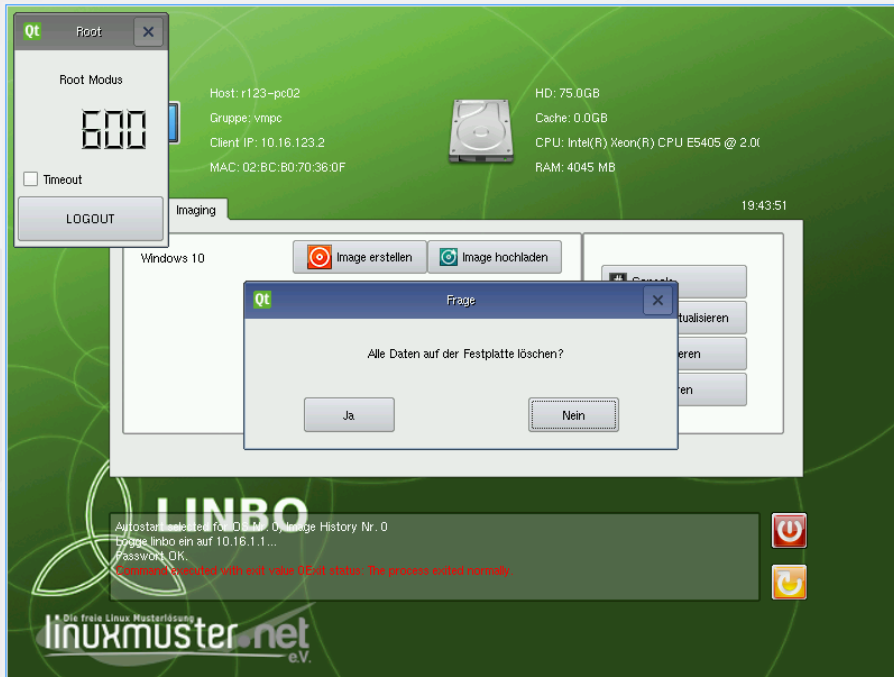 Qt Root
Root Modus
600
Timeout
LOGOUT
Host: r123-pc02
Gruppe: vmpc
Client IP: 10.16.123.2
MAC: 02:BC:B0:70:36:0F
HD: 75.0GB
Cache: 0.0GB
CPU: Intel(R) Xeon(R) CPU E5405 @ 2.0
RAM: 4045 MB
Imaging
19:43:51
Windows 10
Image erstellen
Image hochladen
Qt Frage
Alle Daten auf der Festplatte löschen?
Ja
Nein
tualisieren
eren
ren
LINBO
Autostart selected for OS Nr. 0, Image History Nr. 0
Logge linbo ein auf 10.16.1.1...
Passwort OK.
Command executed with exit value 0Exit status: The process exited normally
Die freie Linux Musterlösung
linuxmuster.net
e.V.